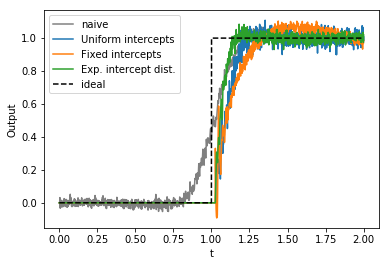 naive
Uniform intercepts
Fixed intercepts
Exp. intercept dist.
ideal
1.0
0.8
0.6
0.4
0.2
0.0
Output
0.00 0.25 0.50 0.75 1.00 1.25 1.50 1.75 2.00
t